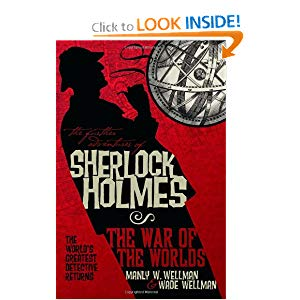 Click to LOOK INSIDE!
the further
adventures of
SHERLOCK
HOLMES
THE WAR OF
THE WORLDS
THE WORLD'S
GREATEST
DETECTIVE
RETURNS
MANLY W. WELLMAN
& WADE WELLMAN